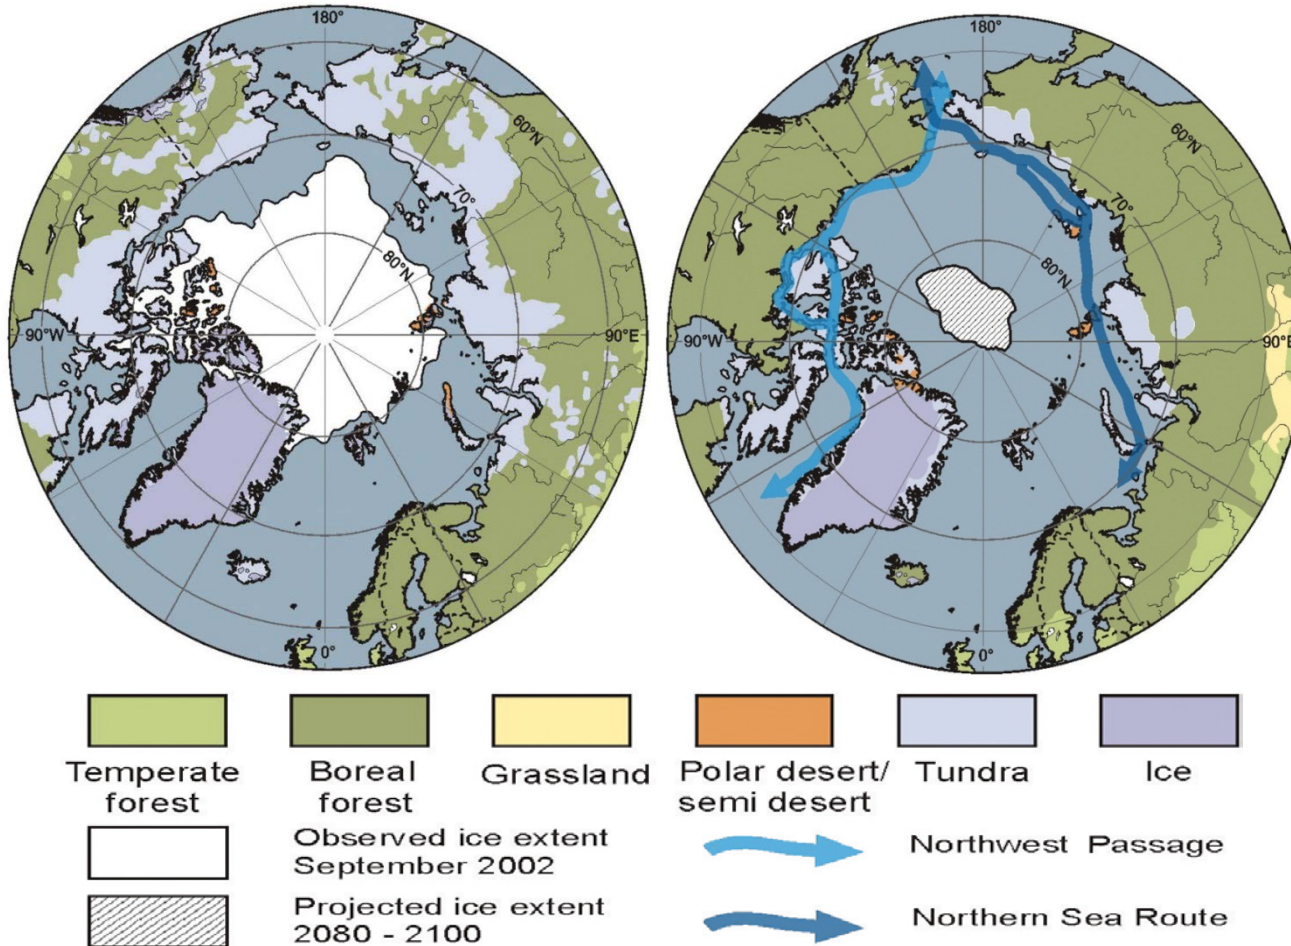 180°
60°N
70°
80°N
90°W
90°E
0°
180°
60°N
70°
80°N
90°W
90°E
0°
Temperate
forest
Boreal
forest
Grassland
Polar desert/
semi desert
Tundra
Ice
Observed ice extent
September 2002
Northwest Passage
Projected ice extent
2080 - 2100
Northern Sea Route